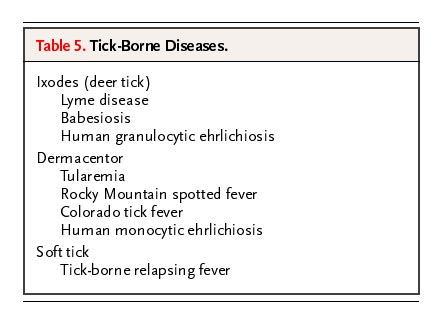 Table 5. Tick-Borne Diseases.
Ixodes (deer tick)
Lyme disease
Babesiosis
Human granulocytic ehrlichiosis
Dermacentor
Tularemia
Rocky Mountain spotted fever
Colorado tick fever
Human monocytic ehrlichiosis
Soft tick
Tick-borne relapsing fever